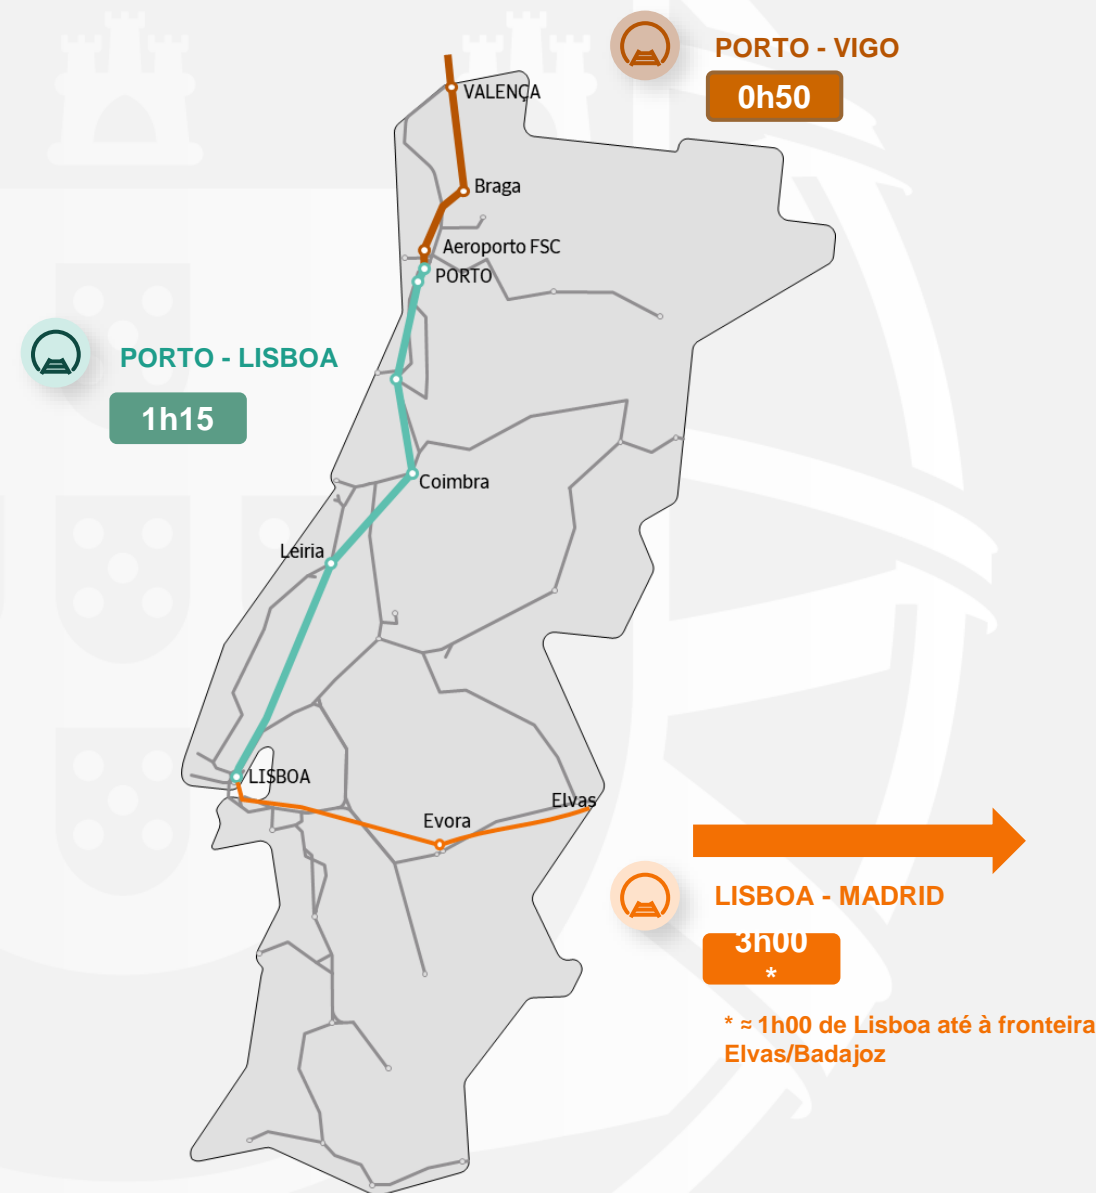 PORTO - VIGO
0h50
VALENÇA
Braga
Aeroporto FSC
PORTO
PORTO - LISBOA
1h15
Coimbra
Leiria
LISBOA
Elvas
Evora
LISBOA - MADRID
3h00
*
* ≈ 1h00 de Lisboa até à fronteira
Elvas/Badajoz